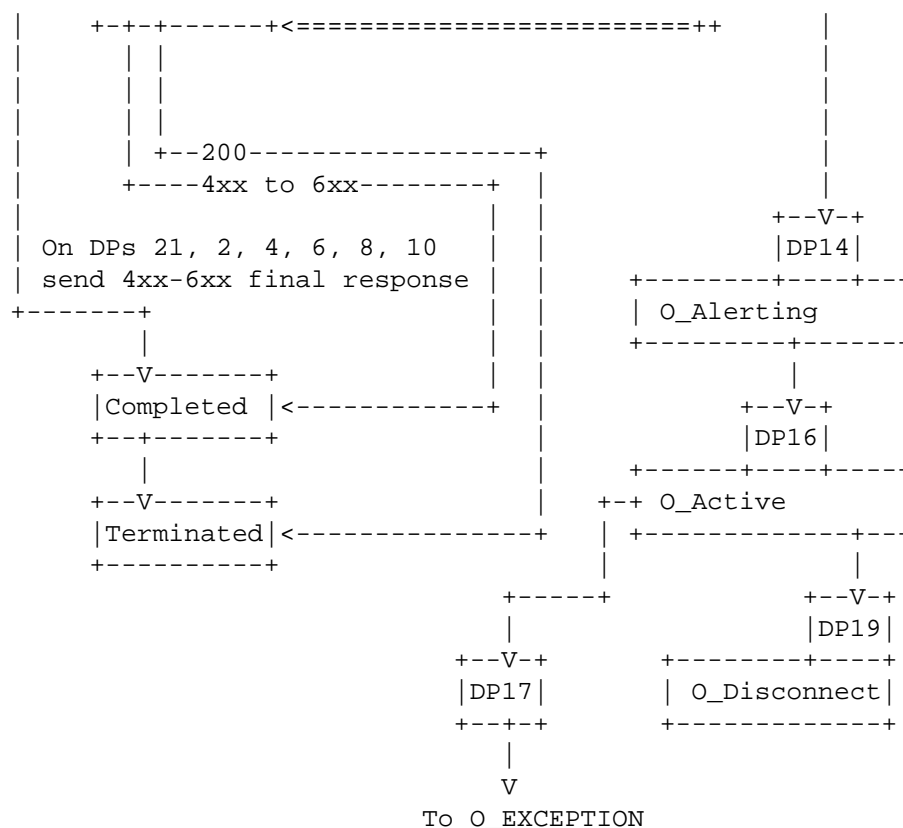 |     +-+-+------+<=========================++       |
|       | |                                          |
|       | |                                          |
|       | |                                          |
|       | |                                          |
|       | +--200------------------+                  |
|       +----4xx to 6xx--------+  |                  |
|                              |  |               +--V-+
| On DPs 21, 2, 4, 6, 8, 10    |  |               |DP14|
| send 4xx-6xx final response  |  |      +--------+----+---
+-------+                      |  |      | O_Alerting
        |                      |  |      +---------+-------
     +--V-------+              |  |                |
     |Completed |<------------+   |             +--V-+
     +--+-------+                 |             |DP16|
        |                         |      +------+----+-----
     +--V-------+                 |    +-+ O_Active
     |Terminated|<---------------+     | +-------------+---
     +----------+                      |               |
                                 +-----+            +--V-+
                                 |                  |DP19|
                              +--V-+       +--------+----+
                              |DP17|       | O_Disconnect|
                              +--+-+       +-------------+
                                 |
                                 V
                            To O EXCEPTION